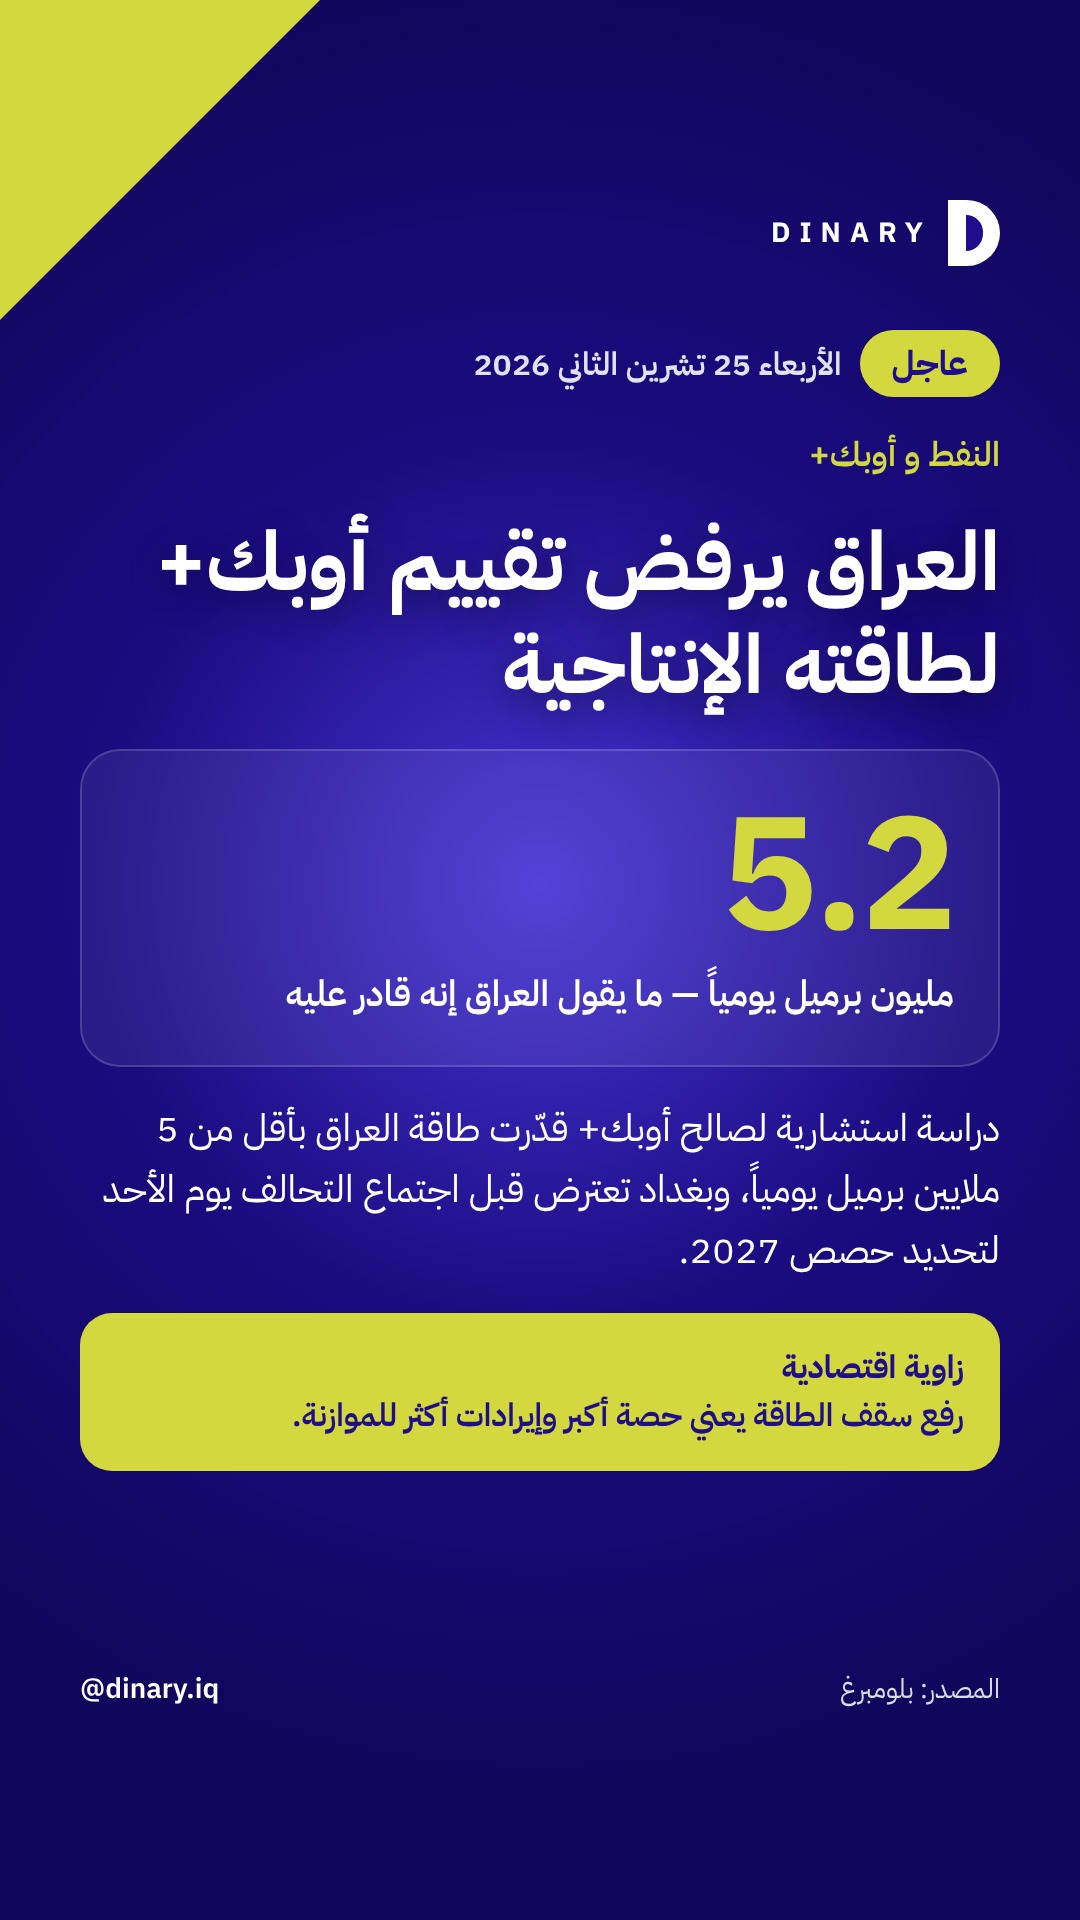 DINARY D
عاجل الأربعاء 25 تشرين الثاني 2026
النفط و أوبك+
العراق يرفض تقييم أوبك+
لطاقته الإنتاجية
5.2
مليون برميل يومياً — ما يقول العراق إنه قادر عليه
دراسة استشارية لصالح أوبك+ قدّرت طاقة العراق بأقل من 5
ملايين برميل يومياً، وبغداد تعترض قبل اجتماع التحالف يوم الأحد
لتحديد حصص 2027.
زاوية اقتصادية
رفع سقف الطاقة يعني حصة أكبر وإيرادات أكثر للموازنة.
المصدر: بلومبرغ
@dinary.iq